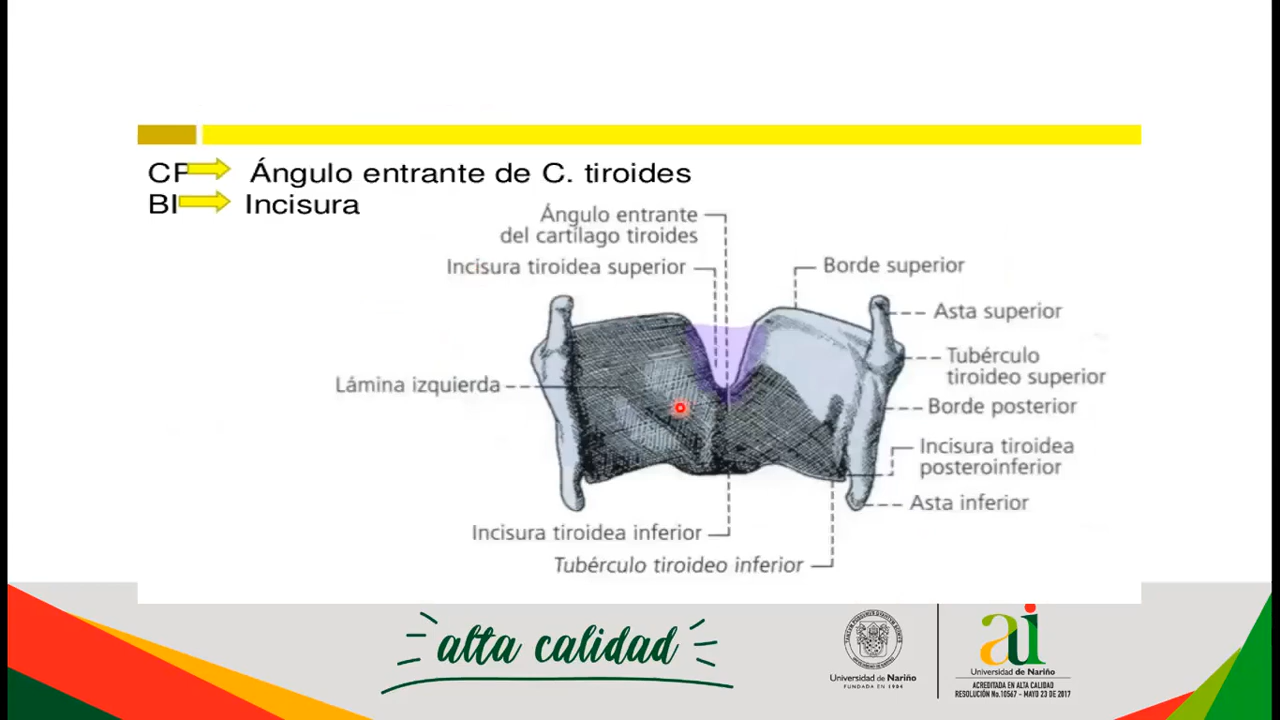 CP Ángulo entrante de C. tiroides
BI Incisura
Ángulo entrante
del cartílago tiroides
Incisura tiroidea superior
Borde superior
Asta superior
Tubérculo
tiroideo superior
Lámina izquierda
Borde posterior
Incisura tiroidea
posteroinferior
Asta inferior
Incisura tiroidea inferior
Tubérculo tiroideo inferior
alta calidad
Universidad de Nariño
FUNDADA EN 1904
ai
Universidad de Nariño
ACREDITADA EN ALTA CALIDAD
RESOLUCIÓN No.10567 - MAYO 23 DE 2017